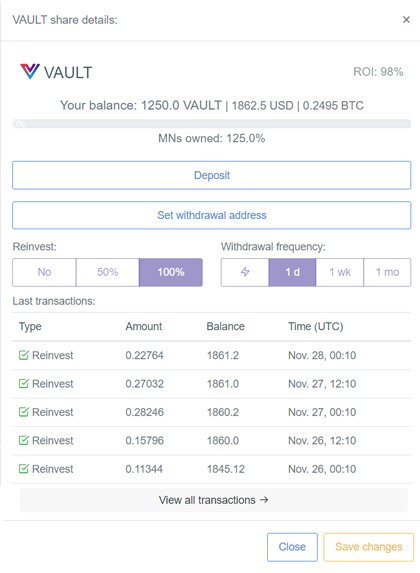 VAULT share details:
×
VAULT
ROI: 98%
Your balance: 1250.0 VAULT | 1862.5 USD | 0.2495 BTC
MNs owned: 125.0%
Deposit
Set withdrawal address
Reinvest: Withdrawal frequency:
No 50% 100% 1 d 1 wk 1 mo
Last transactions:
Type Amount Balance Time (UTC)
Reinvest 0.22764 1861.2 Nov. 28, 00:10
Reinvest 0.27032 1861.0 Nov. 27, 12:10
Reinvest 0.28246 1860.2 Nov. 27, 00:10
Reinvest 0.15796 1860.0 Nov. 26, 12:10
Reinvest 0.11344 1845.12 Nov. 26, 00:10
View all transactions →
Close Save changes